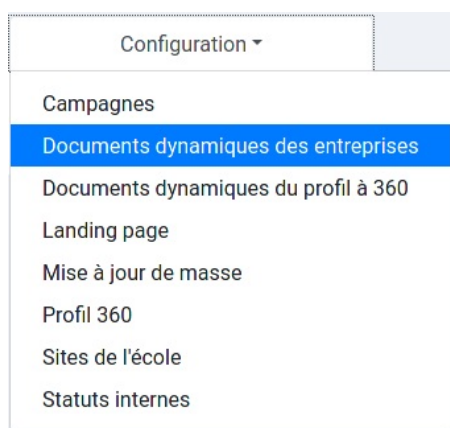 Configuration
Campagnes
Documents dynamiques des entreprises
Documents dynamiques du profil à 360
Landing page
Mise à jour de masse
Profil 360
Sites de l'école
Statuts internes